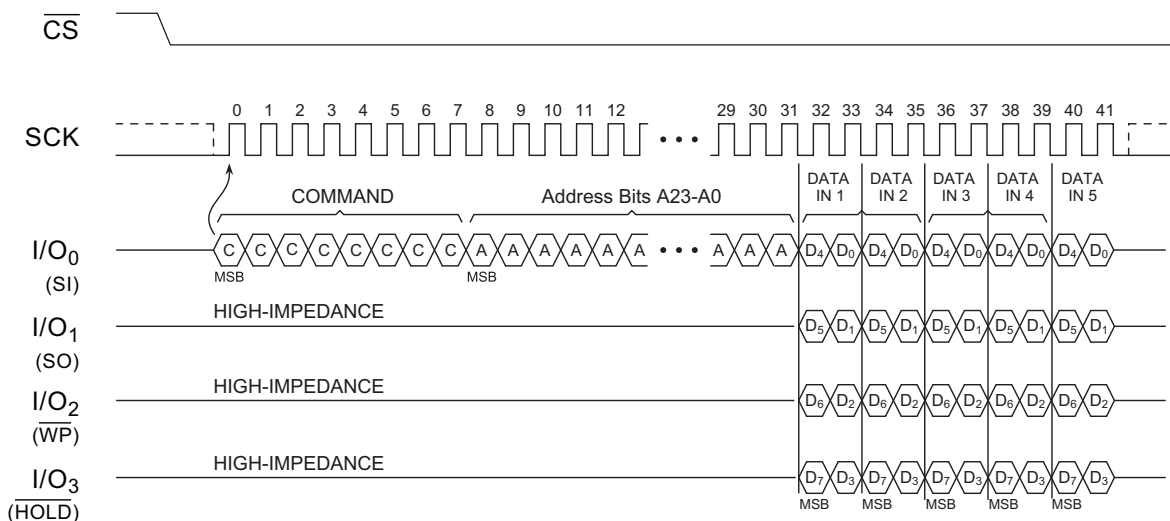 CS
0 1 2 3 4 5 6 7 8 9 10 11 12 29 30 31 32 33 34 35 36 37 38 39 40 41
SCK • • •
COMMAND Address Bits A23-A0 DATA IN 1 DATA IN 2 DATA IN 3 DATA IN 4 DATA IN 5
I/O0 C C C C C C C C A A A A A A • • • A A A D4 D0 D4 D0 D4 D0 D4 D0 D4 D0
(SI) MSB MSB
HIGH-IMPEDANCE
I/O1 D5 D1 D5 D1 D5 D1 D5 D1 D5 D1
(SO)
HIGH-IMPEDANCE
I/O2 D6 D2 D6 D2 D6 D2 D6 D2 D6 D2
(WP)
HIGH-IMPEDANCE
I/O3 D7 D3 D7 D3 D7 D3 D7 D3 D7 D3
(HOLD) MSB MSB MSB MSB MSB